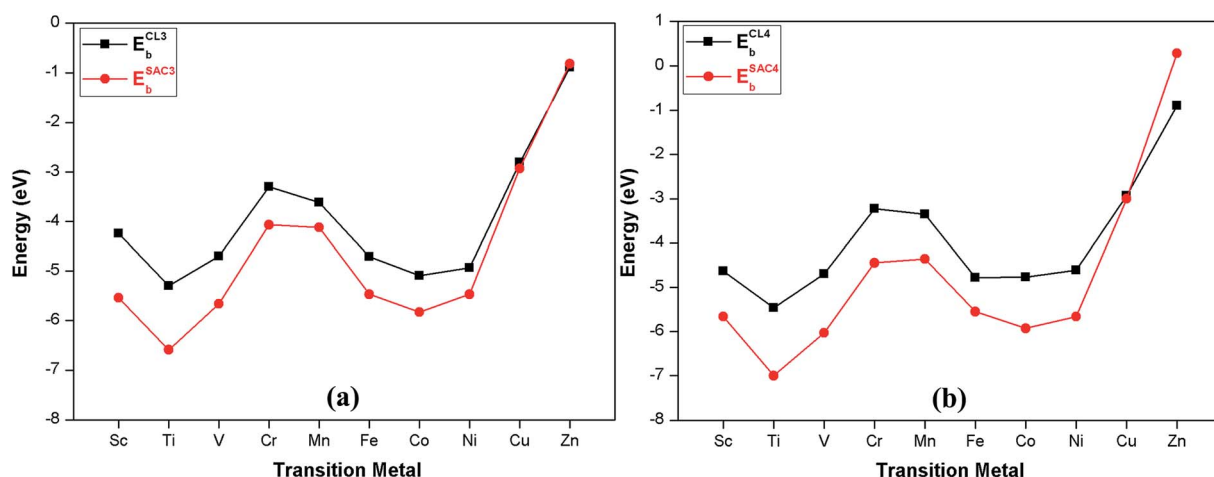 E_b^CL3
E_b^SAC3
Energy (eV)
0
-1
-2
-3
-4
-5
-6
-7
-8
(a)
Sc Ti V Cr Mn Fe Co Ni Cu Zn
Transition Metal
E_b^CL4
E_b^SAC4
Energy (eV)
1
0
-1
-2
-3
-4
-5
-6
-7
-8
(b)
Sc Ti V Cr Mn Fe Co Ni Cu Zn
Transition Metal